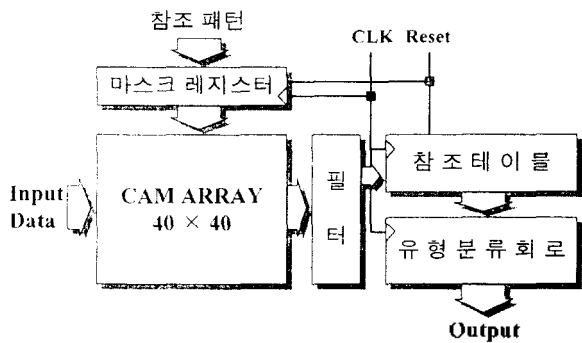 참조 패턴
CLK Reset
마스크 레지스터
Input
Data
CAM ARRAY
40 × 40
필
터
참조테이블
유형분류회로
Output